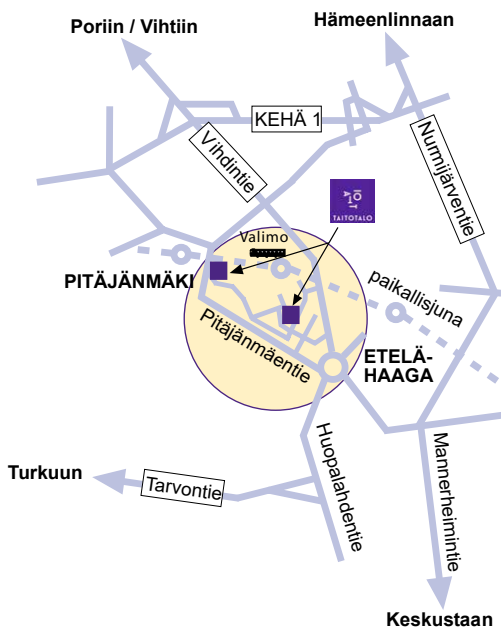 Poriin / Vihtiin
Hämeenlinnaan
KEHÄ 1
Vihdintie
Nurmijärventie
TAITOTALO
Valimo
PITÄJÄNMÄKI
paikallisjuna
Pitäjänmäentie
ETELÄ-
HAAGA
Huopalahdentie
Mannerheimintie
Turkuun
Tarvontie
Keskustaan